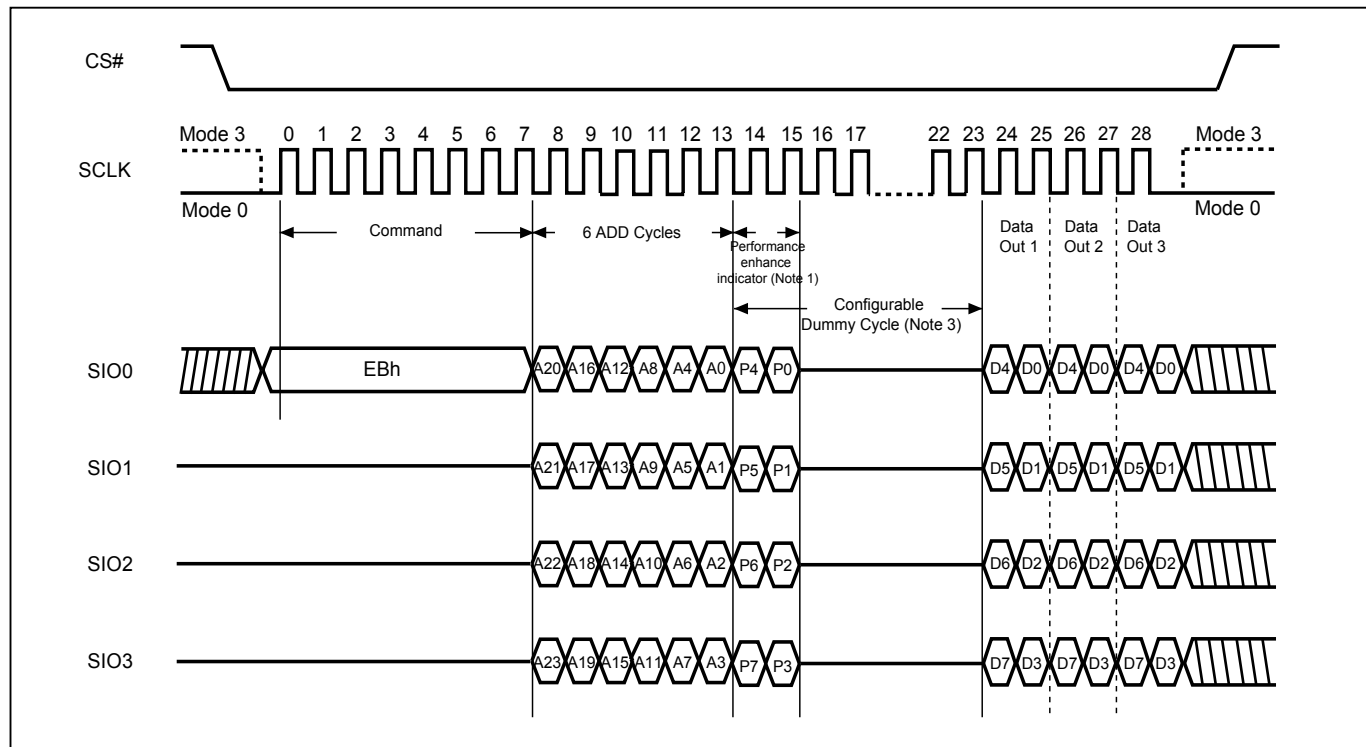 CS#
Mode 3 0 1 2 3 4 5 6 7 8 9 10 11 12 13 14 15 16 17 22 23 24 25 26 27 28 Mode 3
SCLK
Mode 0 Mode 0
Command 6 ADD Cycles Performance enhance indicator (Note 1) Data Out 1 Data Out 2 Data Out 3
Configurable
Dummy Cycle (Note 3)
SIO0 EBh A20 A16 A12 A8 A4 A0 P4 P0 D4 D0 D4 D0 D4 D0
SIO1 A21 A17 A13 A9 A5 A1 P5 P1 D5 D1 D5 D1 D5 D1
SIO2 A22 A18 A14 A10 A6 A2 P6 P2 D6 D2 D6 D2 D6 D2
SIO3 A23 A19 A15 A11 A7 A3 P7 P3 D7 D3 D7 D3 D7 D3